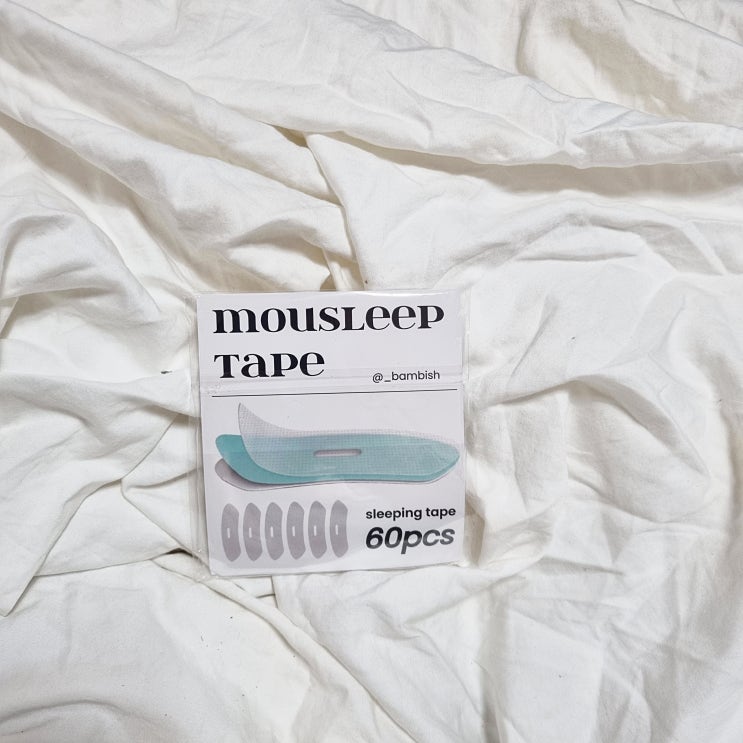 mousleep
Tape
@_bambish
sleeping tape
60pcs